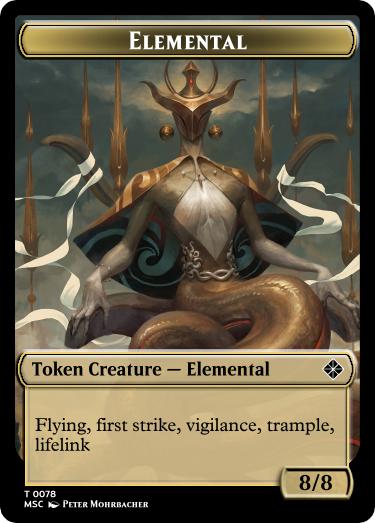 Elemental
Token Creature — Elemental
Flying, first strike, vigilance, trample,
lifelink
8/8
T 0078
MSC Peter Mohrbacher